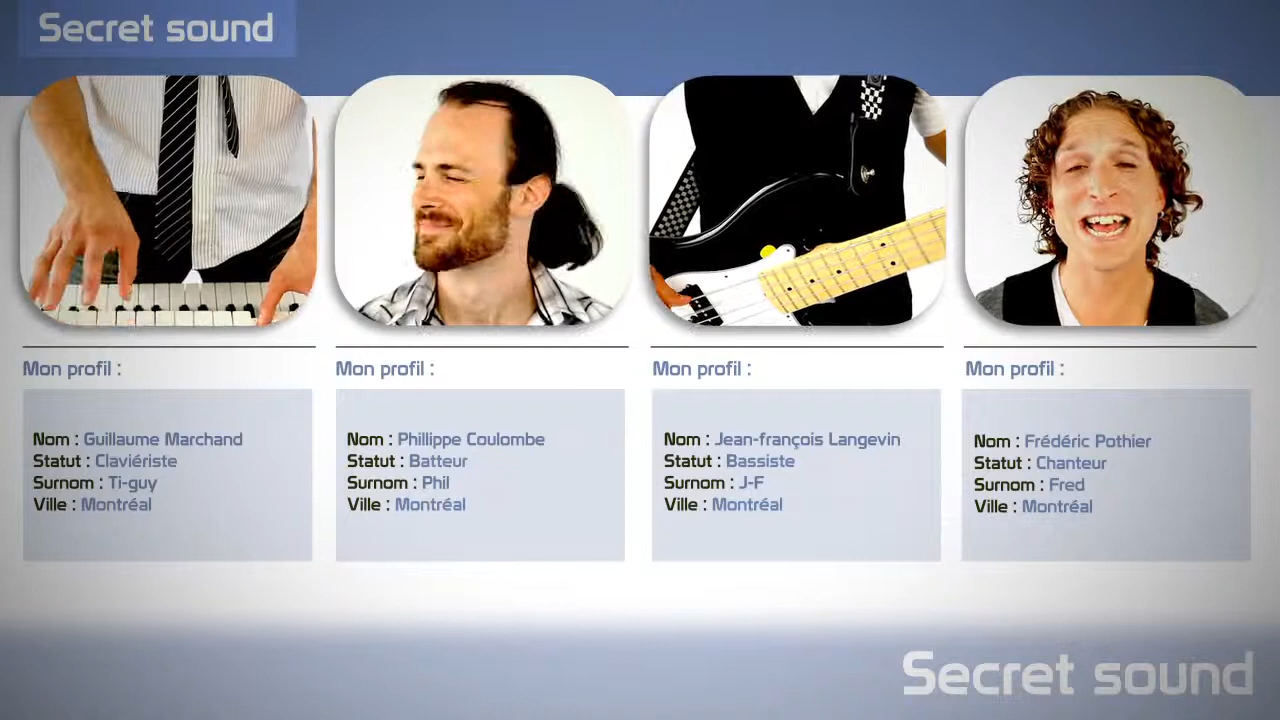 Secret sound
Mon profil :
Nom : Guillaume Marchand
Statut : Claviériste
Surnom : Ti-guy
Ville : Montréal
Mon profil :
Nom : Phillippe Coulombe
Statut : Batteur
Surnom : Phil
Ville : Montréal
Mon profil :
Nom : Jean-françois Langevin
Statut : Bassiste
Surnom : J-F
Ville : Montréal
Mon profil :
Nom : Frédéric Pothier
Statut : Chanteur
Surnom : Fred
Ville : Montréal
Secret sound